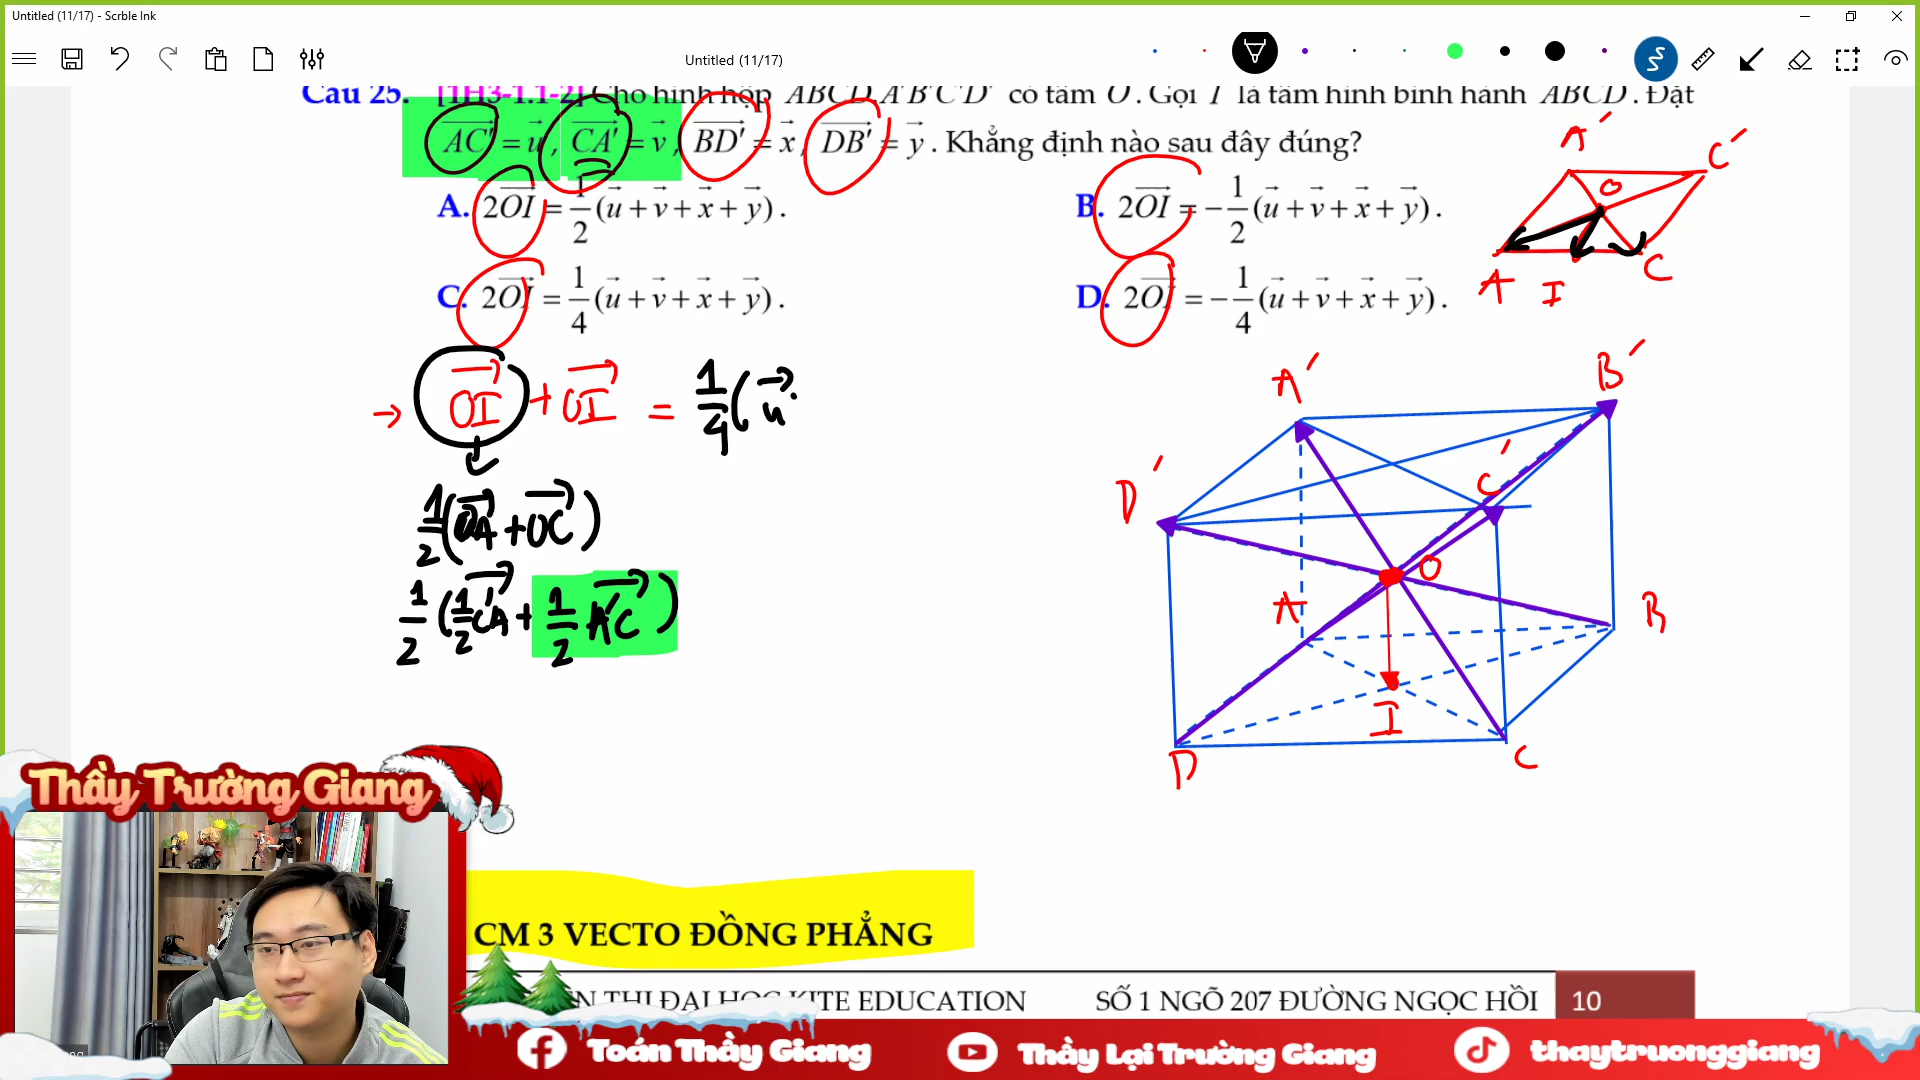 Untitled (11/17) - Scrble Ink
Untitled (11/17)
Câu 25. [1H3-1.1-2] Cho hình hộp ABCD.A'B'C'D' có tâm O. Gọi I là tâm hình bình hành ABCD. Đặt
AC' = u, CA' = v, BD' = x, DB' = y. Khẳng định nào sau đây đúng?
A. 2OI = 1/2 (u + v + x + y).
B. 2OI = -1/2 (u + v + x + y).
C. 2OI = 1/4 (u + v + x + y).
D. 2OI = -1/4 (u + v + x + y).
A' C'
O
A I C
→ OI + OI = 1/4 ( u
1/2 (OA + OC)
1/2 (1/2 C'A + 1/2 A'C)
A' B'
D' C'
O
A B
I
D C
Thầy Trường Giang
CM 3 VECTO ĐỒNG PHẲNG
THI ĐẠI HỌC KITE EDUCATION SỐ 1 NGÕ 207 ĐƯỜNG NGỌC HỒI 10
Toán Thầy Giang Thầy Lại Trường Giang thaytruonggiang